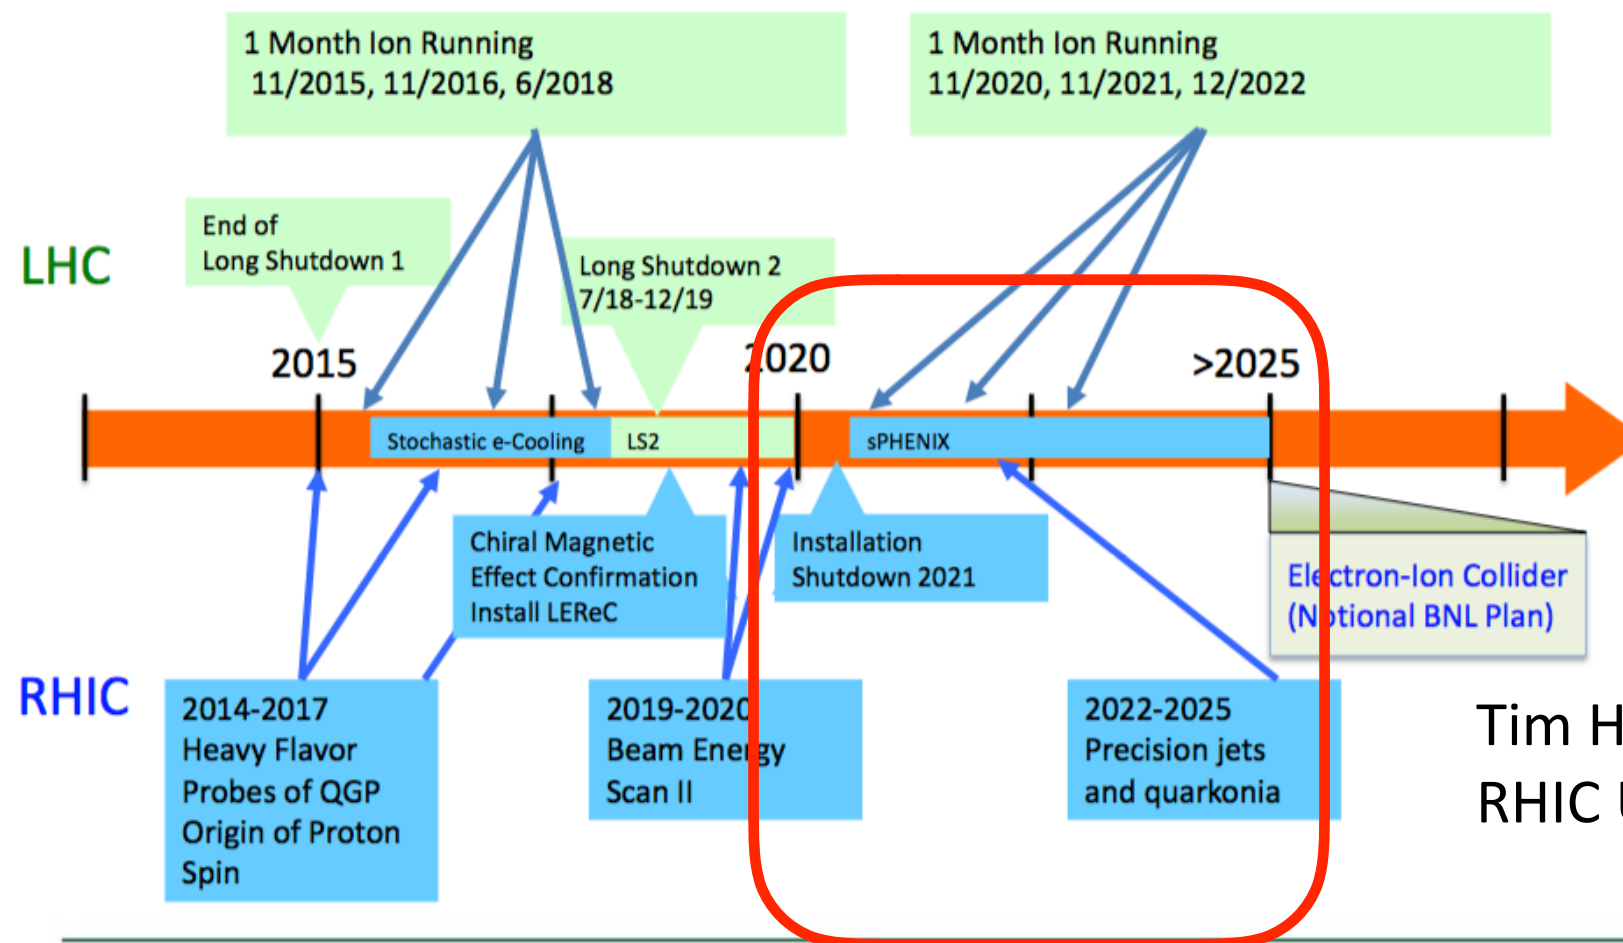 1 Month Ion Running
11/2015, 11/2016, 6/2018
1 Month Ion Running
11/2020, 11/2021, 12/2022
End of
Long Shutdown 1
LHC
Long Shutdown 2
7/18-12/19
2015
2020
>2025
Stochastic e-Cooling
LS2
sPHENIX
Chiral Magnetic
Effect Confirmation
Install LEReC
Installation
Shutdown 2021
Electron-Ion Collider
(Notional BNL Plan)
RHIC
2014-2017
Heavy Flavor
Probes of QGP
Origin of Proton
Spin
2019-2020
Beam Energy
Scan II
2022-2025
Precision jets
and quarkonia
Tim H
RHIC